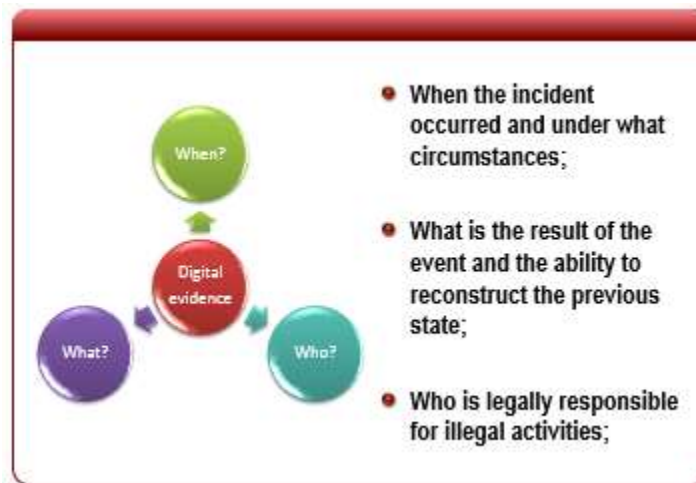 When?
Digital
evidence
What?
Who?
When the incident
occurred and under what
circumstances;
What is the result of the
event and the ability to
reconstruct the previous
state;
Who is legally responsible
for illegal activities;